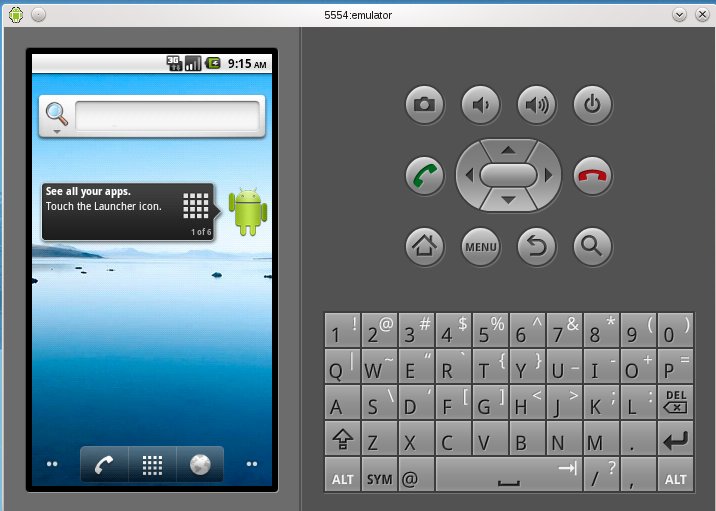 5554:emulator
3G 9:15 AM
See all your apps.
Touch the Launcher icon.
1 of 6
MENU
1 ! 2 @ 3 # 4 $ 5 % 6 ^ 7 & 8 * 9 ( 0 )
Q | W ~ E “ R ` T { Y } U _ I - O + P =
A S \ D ‘ F [ G ] H < J > K ; L : DEL
Z X C V B N M .
ALT SYM @ / ? , ALT